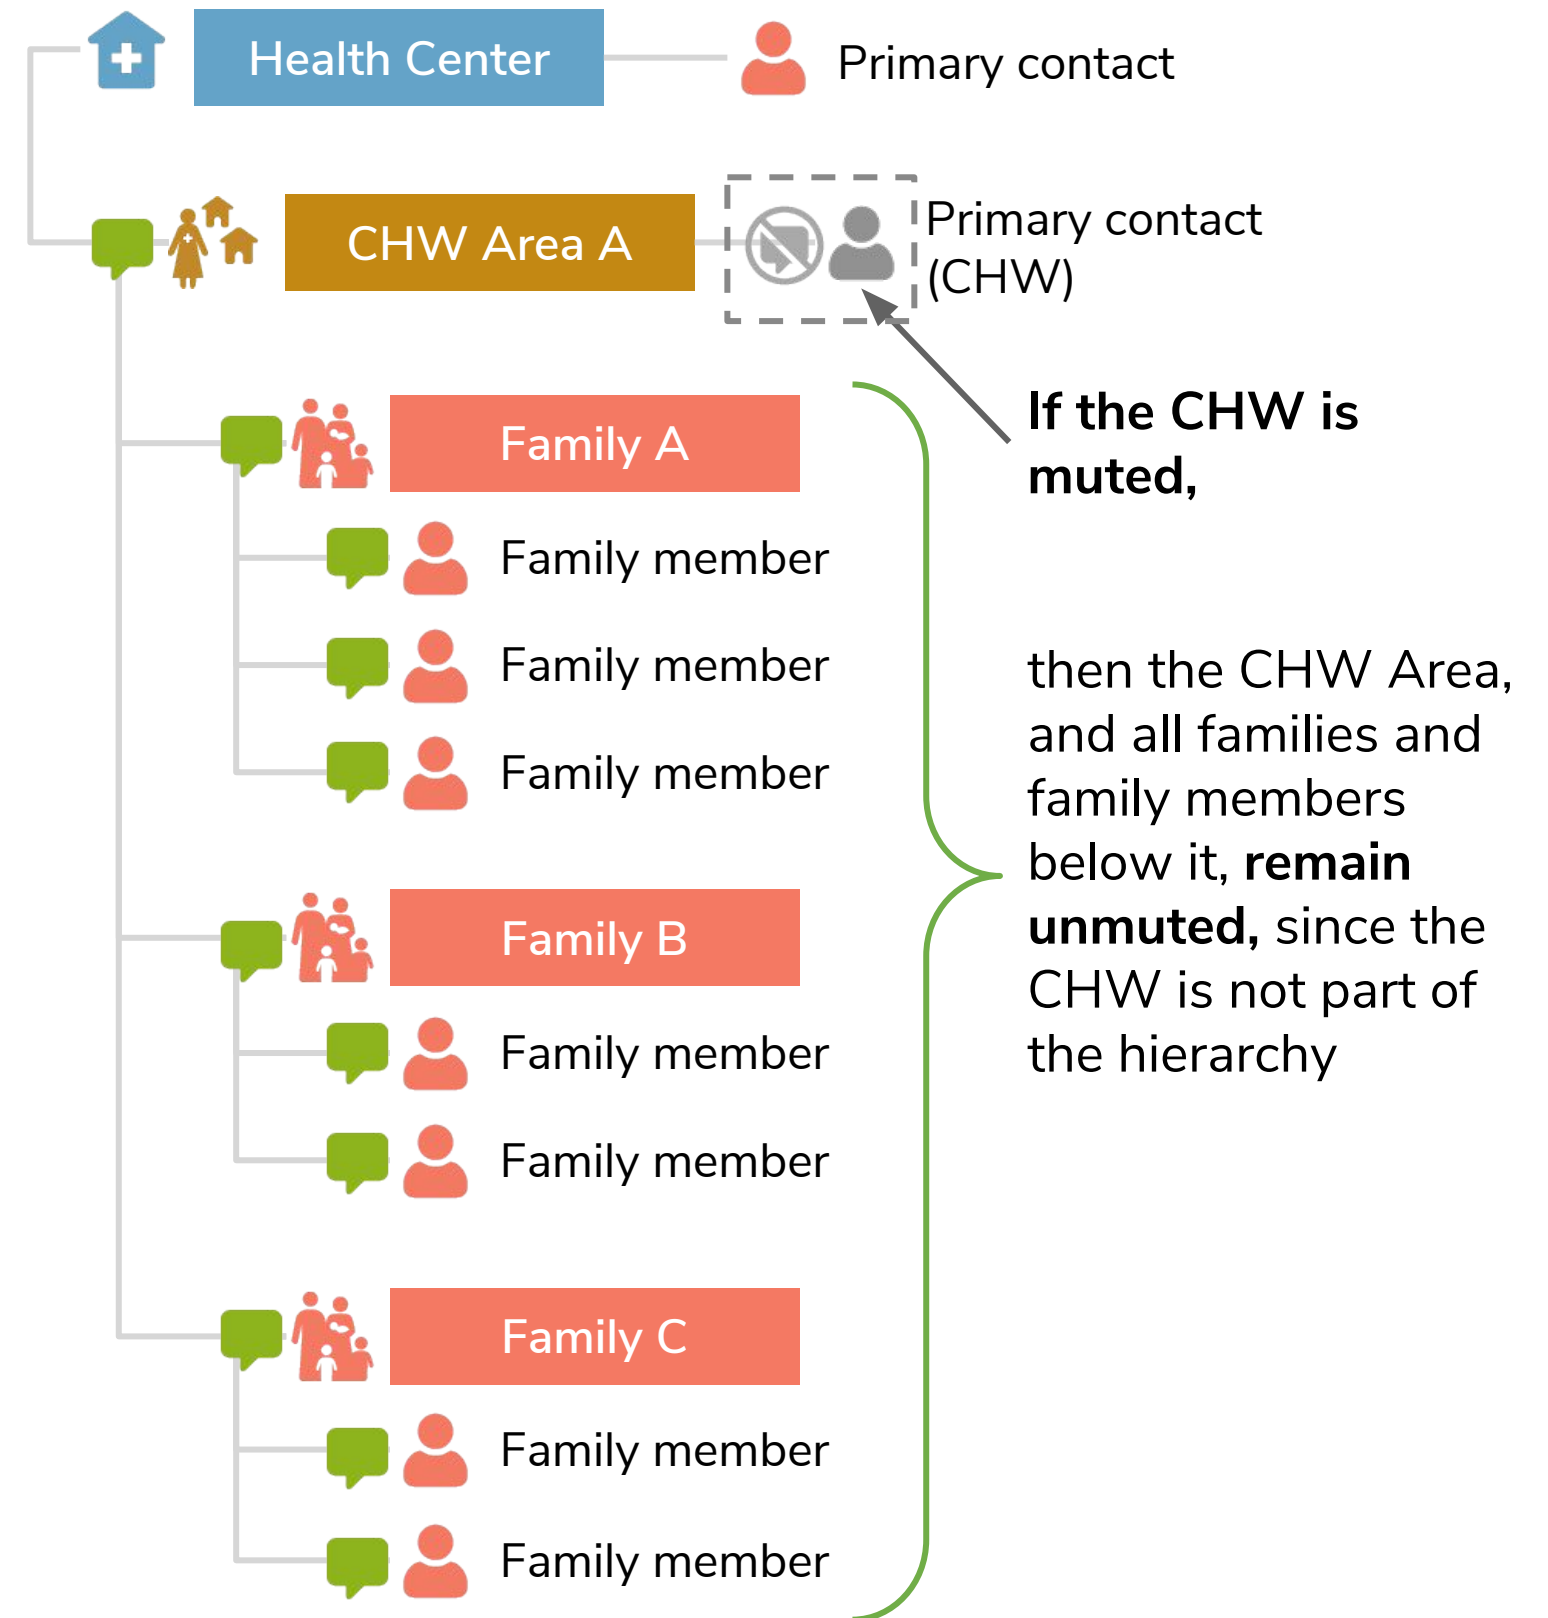 Health Center
Primary contact
CHW Area A
Primary contact
(CHW)
If the CHW is
muted,
Family A
Family member
Family member
Family member
then the CHW Area,
and all families and
family members
below it, remain
unmuted, since the
CHW is not part of
the hierarchy
Family B
Family member
Family member
Family C
Family member
Family member